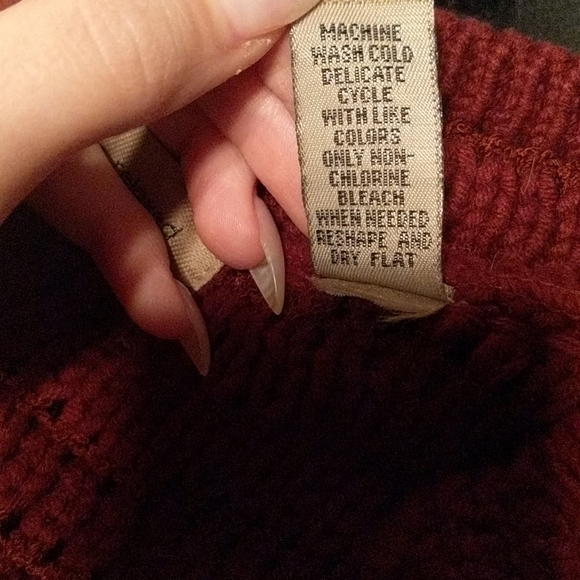 MACHINE
WASH COLD
DELICATE
CYCLE
WITH LIKE
COLORS
ONLY NON-
CHLORINE
BLEACH
WHEN NEEDED
RESHAPE AND
DRY FLAT